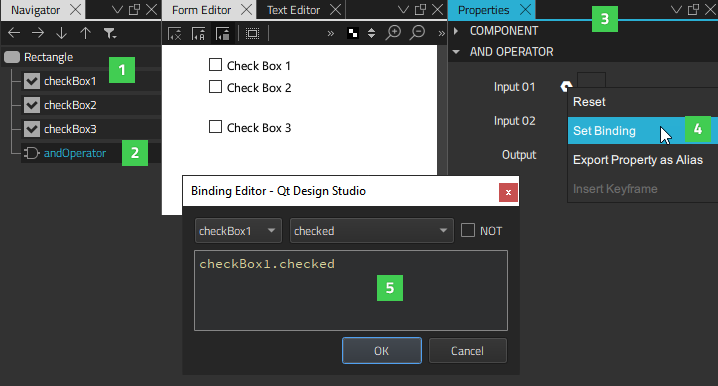 Navigator
Form Editor
Text Editor
Properties
3
»
»
COMPONENT
AND OPERATOR
Rectangle
1
checkBox1
checkBox2
checkBox3
andOperator
2
Check Box 1
Check Box 2
Check Box 3
Input 01
Input 02
Output
Reset
Set Binding
4
Export Property as Alias
Insert Keyframe
Binding Editor - Qt Design Studio
x
checkBox1
checked
NOT
checkBox1.checked
5
OK
Cancel